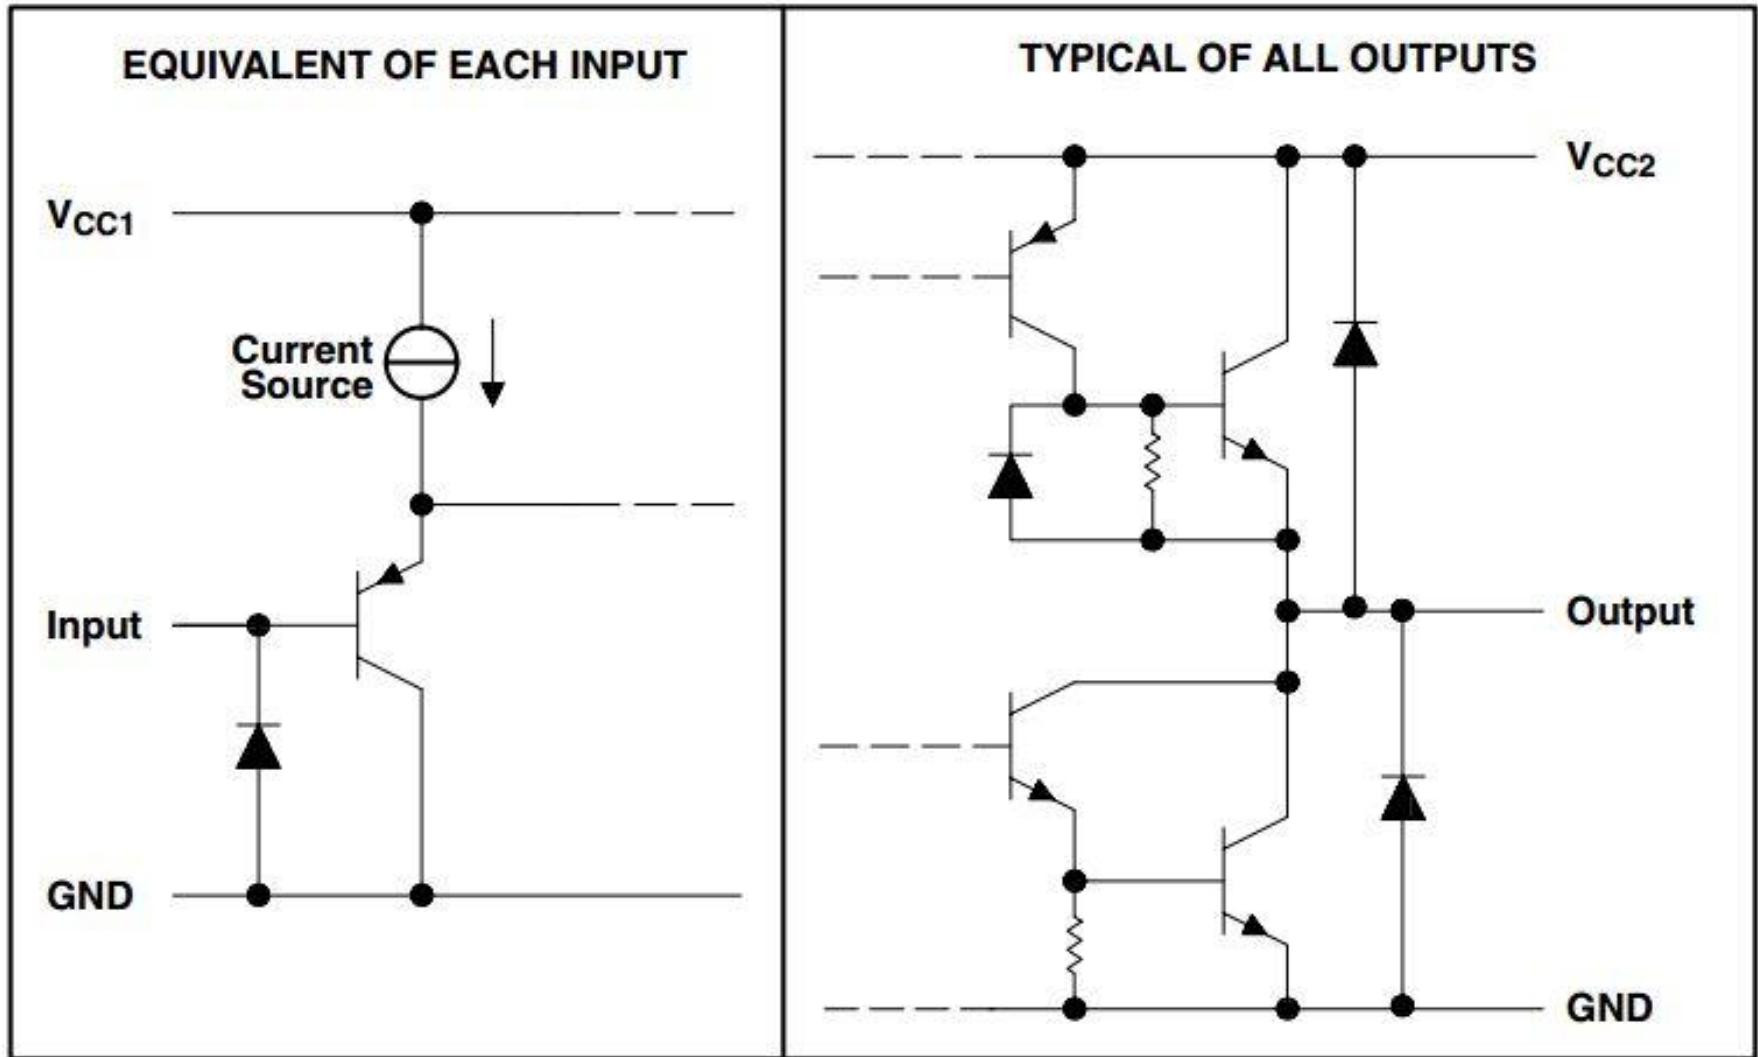 EQUIVALENT OF EACH INPUT
VCC1
Current
Source
Input
GND
TYPICAL OF ALL OUTPUTS
VCC2
Output
GND